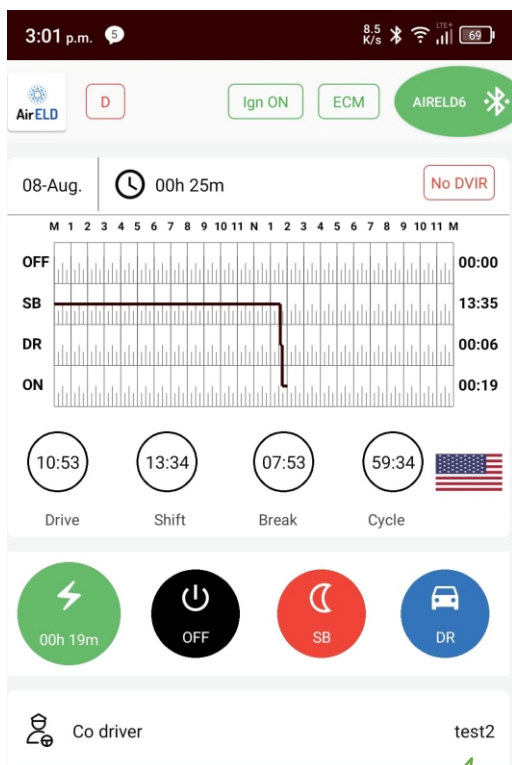 3:01 p.m. 5 8.5 K/s LTE+ 69
AirELD D Ign ON ECM AIRELD6
08-Aug. 00h 25m No DVIR
M 1 2 3 4 5 6 7 8 9 10 11 N 1 2 3 4 5 6 7 8 9 10 11 M
OFF 00:00
SB 13:35
DR 00:06
ON 00:19
10:53 13:34 07:53 59:34
Drive Shift Break Cycle
00h 19m OFF SB DR
Co driver test2